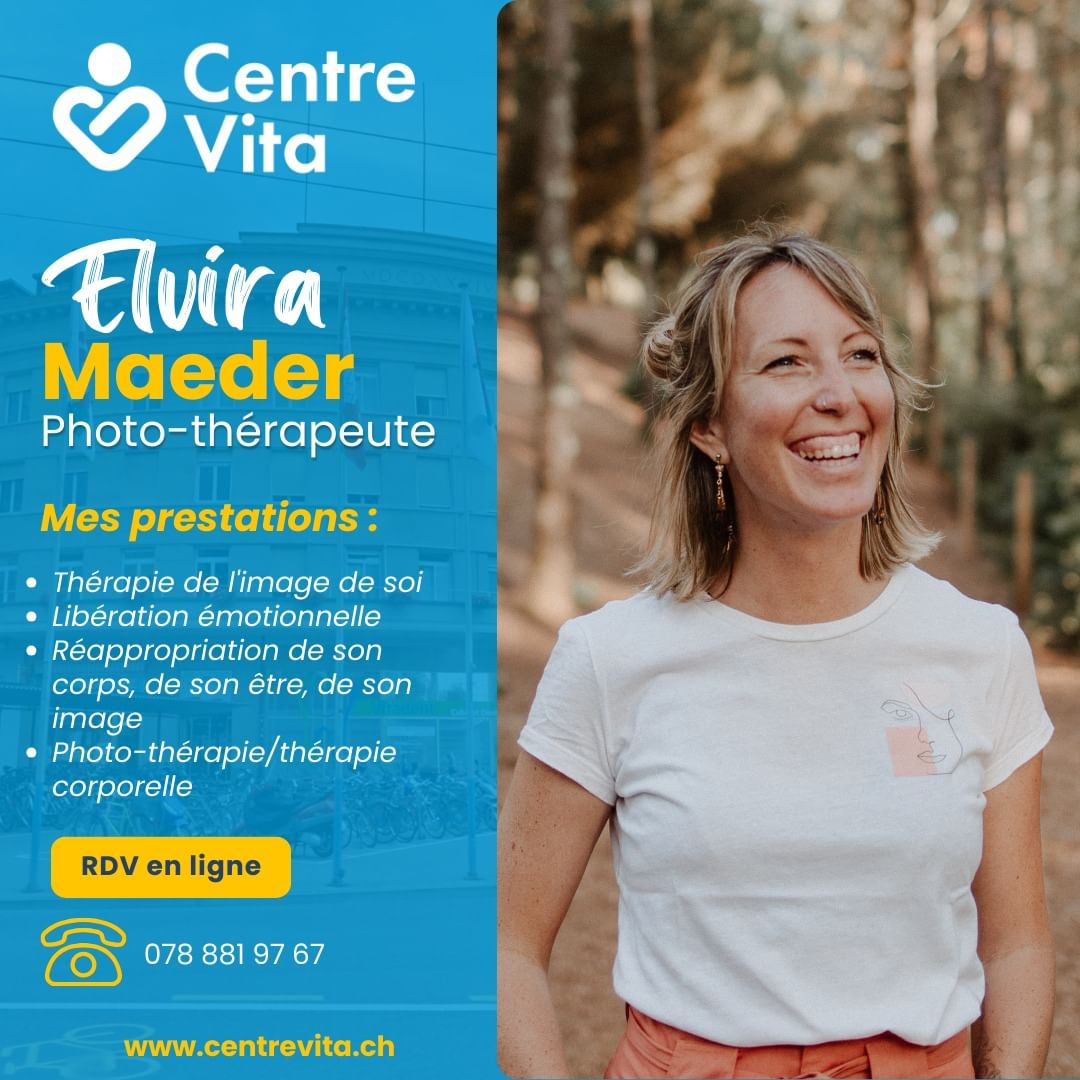 Centre
Vita
Elvira
Maeder
Photo-thérapeute
Mes prestations :
• Thérapie de l'image de soi
• Libération émotionnelle
• Réappropriation de son
corps, de son être, de son
image
• Photo-thérapie/thérapie
corporelle
RDV en ligne
078 881 97 67
www.centrevita.ch